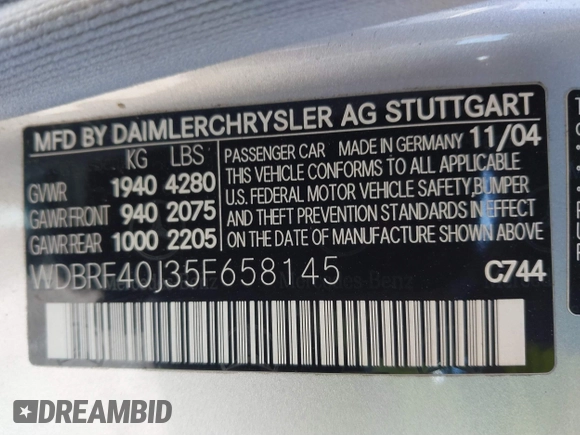 MFD BY DAIMLERCHRYSLER AG STUTTGART
KG LBS
GVWR 1940 4280
GAWR FRONT 940 2075
GAWR REAR 1000 2205
PASSENGER CAR MADE IN GERMANY 11/04
THIS VEHICLE CONFORMS TO ALL APPLICABLE
U.S. FEDERAL MOTOR VEHICLE SAFETY,BUMPER
AND THEFT PREVENTION STANDARDS IN EFFECT
ON THE DATE OF MANUFACTURE SHOWN ABOVE.
WDBRF40J35F658145 C744
Mercedes-Benz
DREAMBID